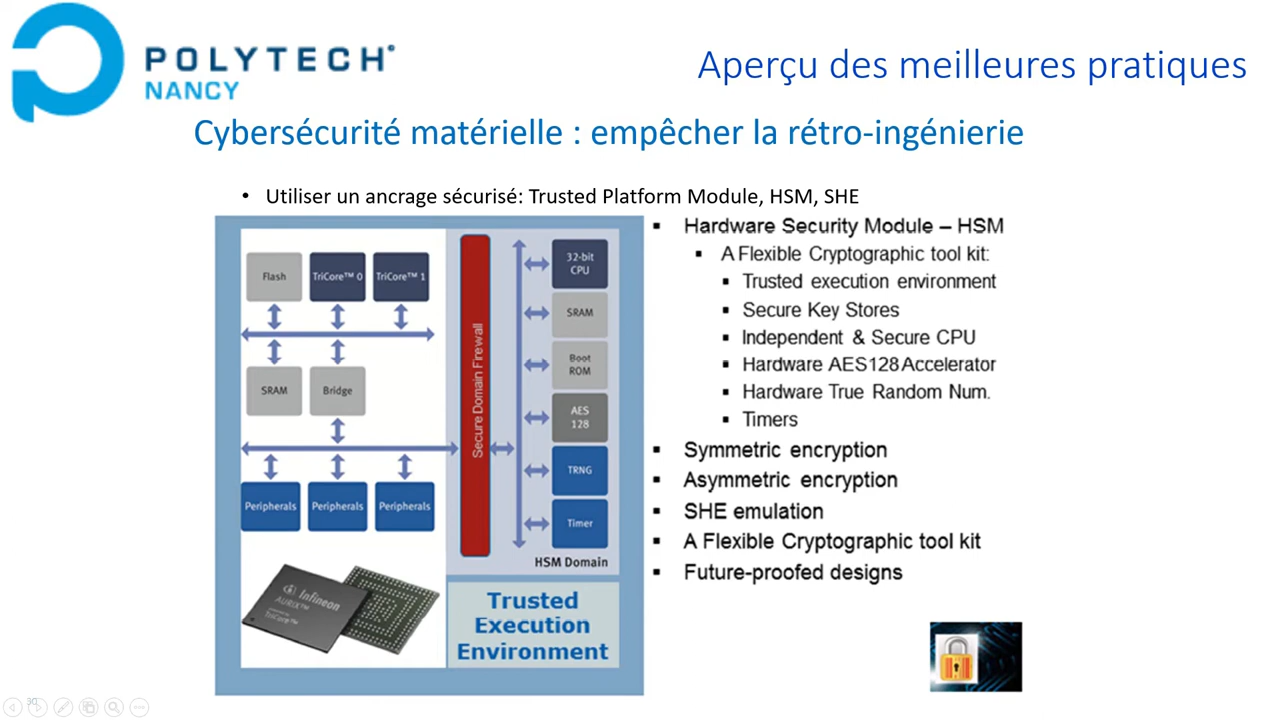 POLYTECH®
NANCY
Aperçu des meilleures pratiques
Cybersécurité matérielle : empêcher la rétro-ingénierie
• Utiliser un ancrage sécurisé: Trusted Platform Module, HSM, SHE
Flash
TriCore™ 0
TriCore™ 1
SRAM
Bridge
Peripherals
Peripherals
Peripherals
Secure Domain Firewall
32-bit
CPU
SRAM
Boot
ROM
AES
128
TRNG
Timer
HSM Domain
Infineon
AURIX™
TriCore™
Trusted
Execution
Environment
▪ Hardware Security Module – HSM
▪ A Flexible Cryptographic tool kit:
▪ Trusted execution environment
▪ Secure Key Stores
▪ Independent & Secure CPU
▪ Hardware AES128 Accelerator
▪ Hardware True Random Num.
▪ Timers
▪ Symmetric encryption
▪ Asymmetric encryption
▪ SHE emulation
▪ A Flexible Cryptographic tool kit
▪ Future-proofed designs
30